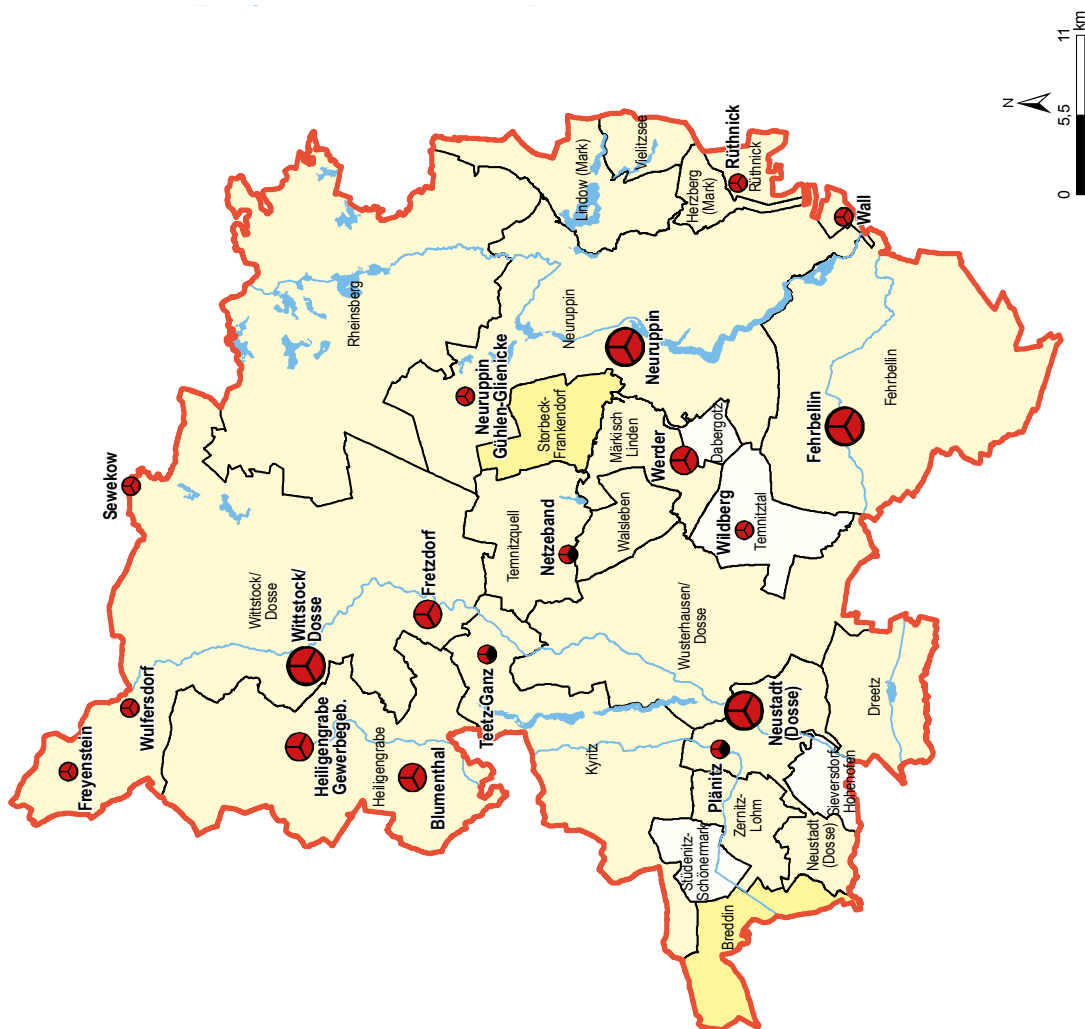 Freyenstein
Wulfersdorf
Sewekow
Wittstock/
Dosse
Wittstock/
Dosse
Heiligengrabe
Gewerbegeb.
Heiligengrabe
Blumenthal
Fretzdorf
Teetz-Ganz
Rheinsberg
Neuruppin
Gühlen-Glienicke
Temnitzquell
Netzeband
Storbeck-
Frankendorf
Neuruppin
Neuruppin
Lindow (Mark)
Vielitzsee
Herzberg
(Mark)
Rüthnick
Rüthnick
Wall
Märkisch
Linden
Walsleben
Werder
Dabergotz
Wildberg
Temnitztal
Fehrbellin
Fehrbellin
Kyritz
Wusterhausen/
Dosse
Plänitz
Zernitz-
Lohm
Neustadt
(Dosse)
Neustadt
(Dosse)
Sieversdorf-
Hohenofen
Dreetz
Stüdenitz-
Schönermark
Breddin
N
0
5,5
11
km